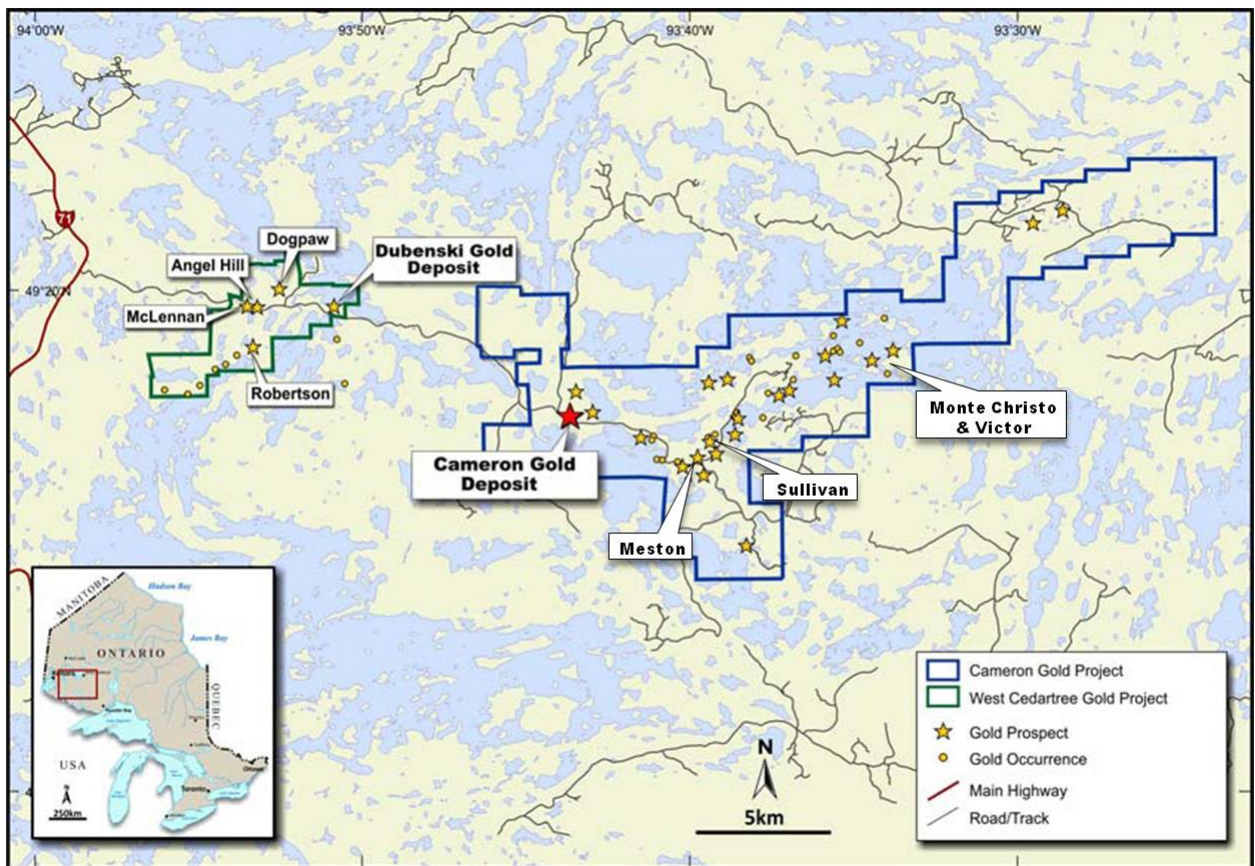 94°00'W
93°50'W
93°40'W
93°30'W
71
Dogpaw
Angel Hill
Dubenski Gold
Deposit
49°20'N
McLennan
Robertson
Monte Christo
& Victor
Cameron Gold
Deposit
Sullivan
Meston
MANITOBA
Hudson Bay
James Bay
ONTARIO
QUEBEC
USA
Ottawa
Toronto
N
250km
N
5km
Cameron Gold Project
West Cedartree Gold Project
Gold Prospect
Gold Occurrence
Main Highway
Road/Track